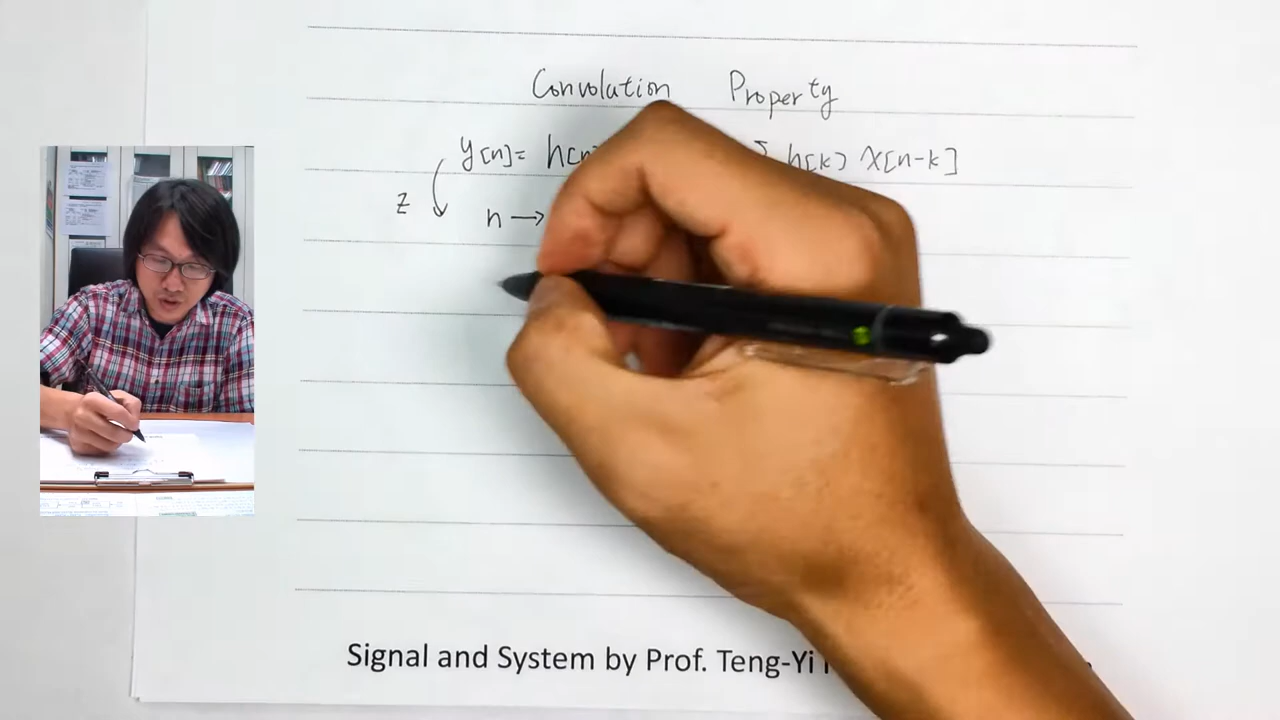 Convolution Property
y[n]= h[n h[k] x[n-k]
z n →
Signal and System by Prof. Teng-Yi